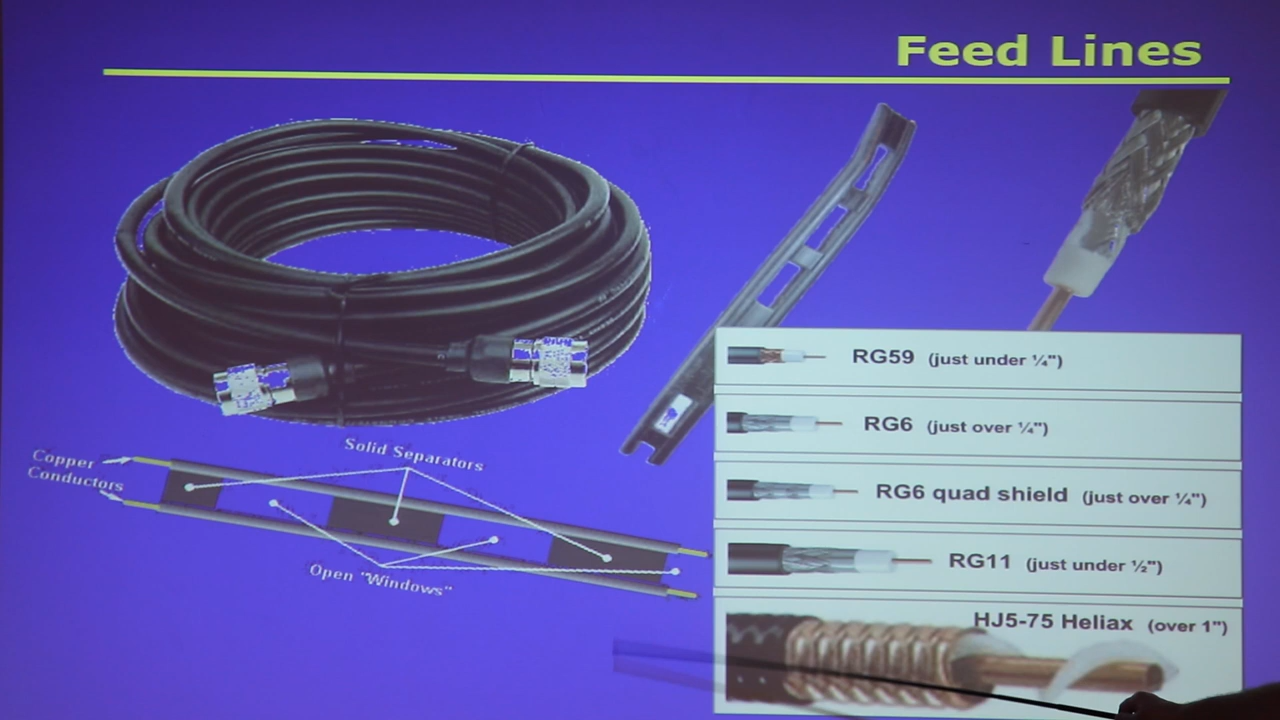 Feed Lines
Copper
Conductors
Solid Separators
Open "Windows"
RG59 (just under ¼")
RG6 (just over ¼")
RG6 quad shield (just over ¼")
RG11 (just under ½")
HJ5-75 Heliax (over 1")